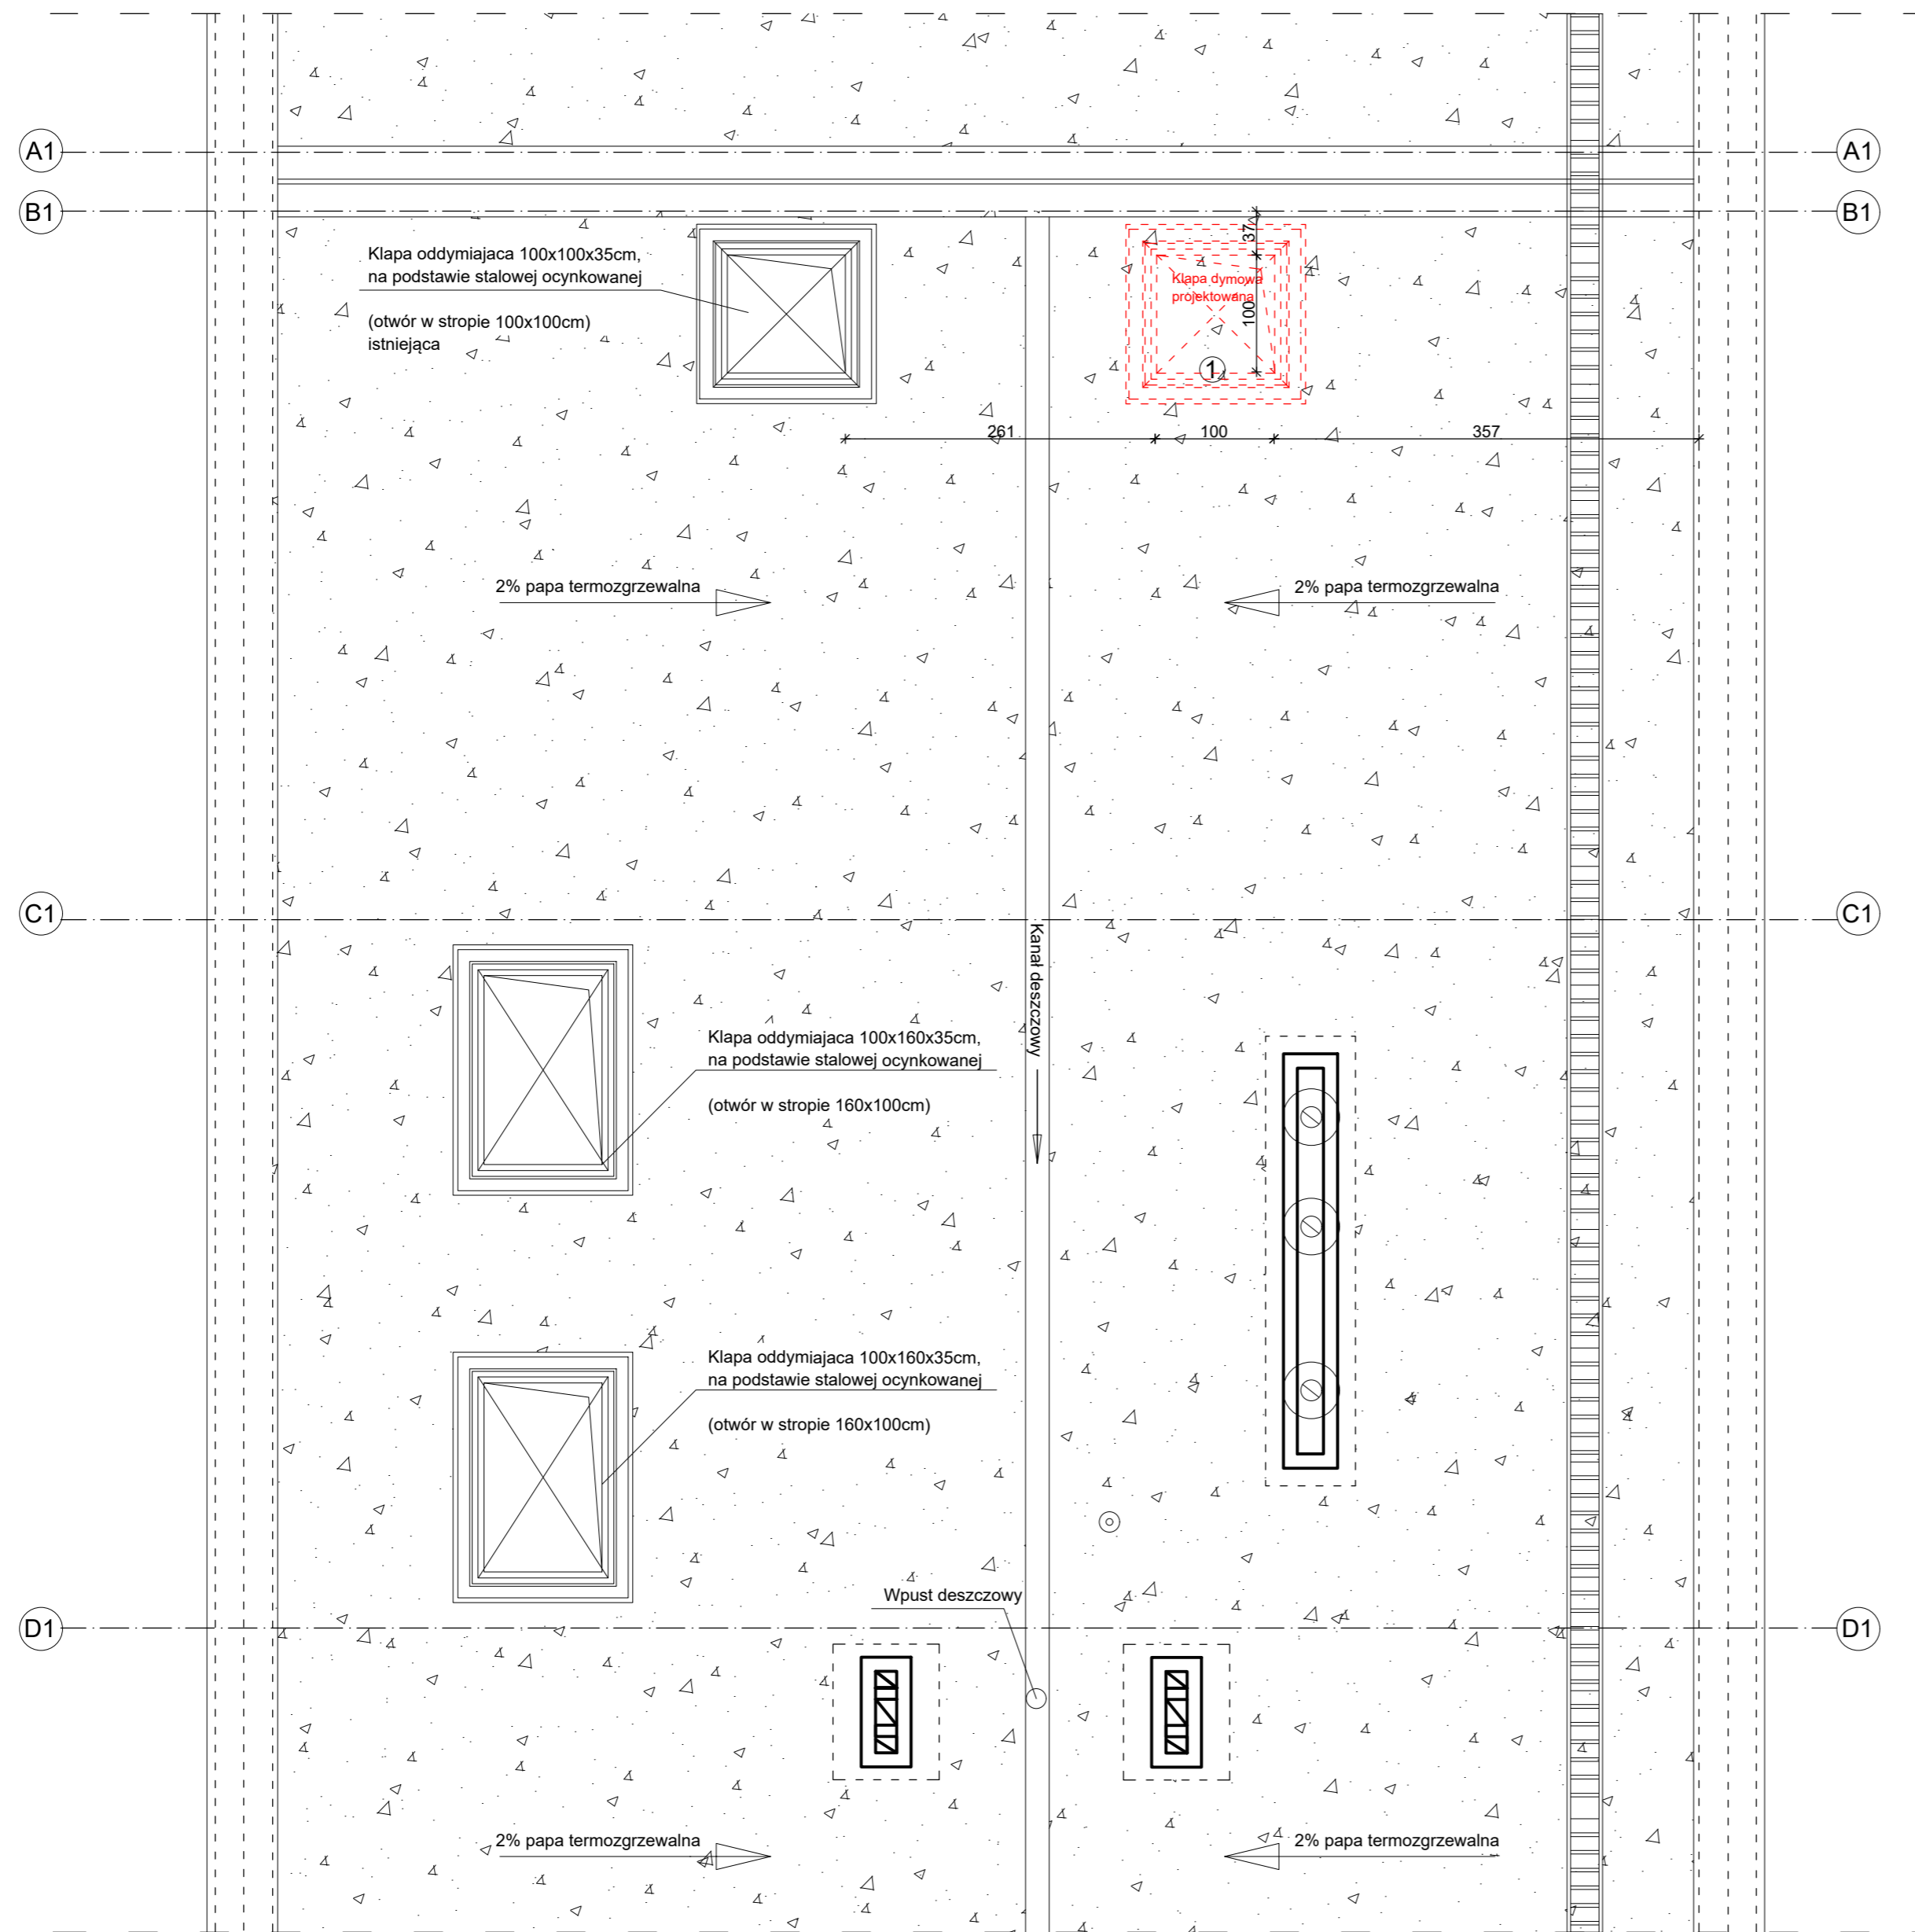 A1
A1
B1
B1
Klapa oddymiajaca 100x100x35cm,
na podstawie stalowej ocynkowanej
(otwór w stropie 100x100cm)
istniejąca
37
Klapa dymowa
projektowana
100
1
261
100
357
2% papa termozgrzewalna
2% papa termozgrzewalna
C1
C1
Kanał deszczowy
Klapa oddymiajaca 100x160x35cm,
na podstawie stalowej ocynkowanej
(otwór w stropie 160x100cm)
Klapa oddymiajaca 100x160x35cm,
na podstawie stalowej ocynkowanej
(otwór w stropie 160x100cm)
Wpust deszczowy
D1
D1
2% papa termozgrzewalna
2% papa termozgrzewalna